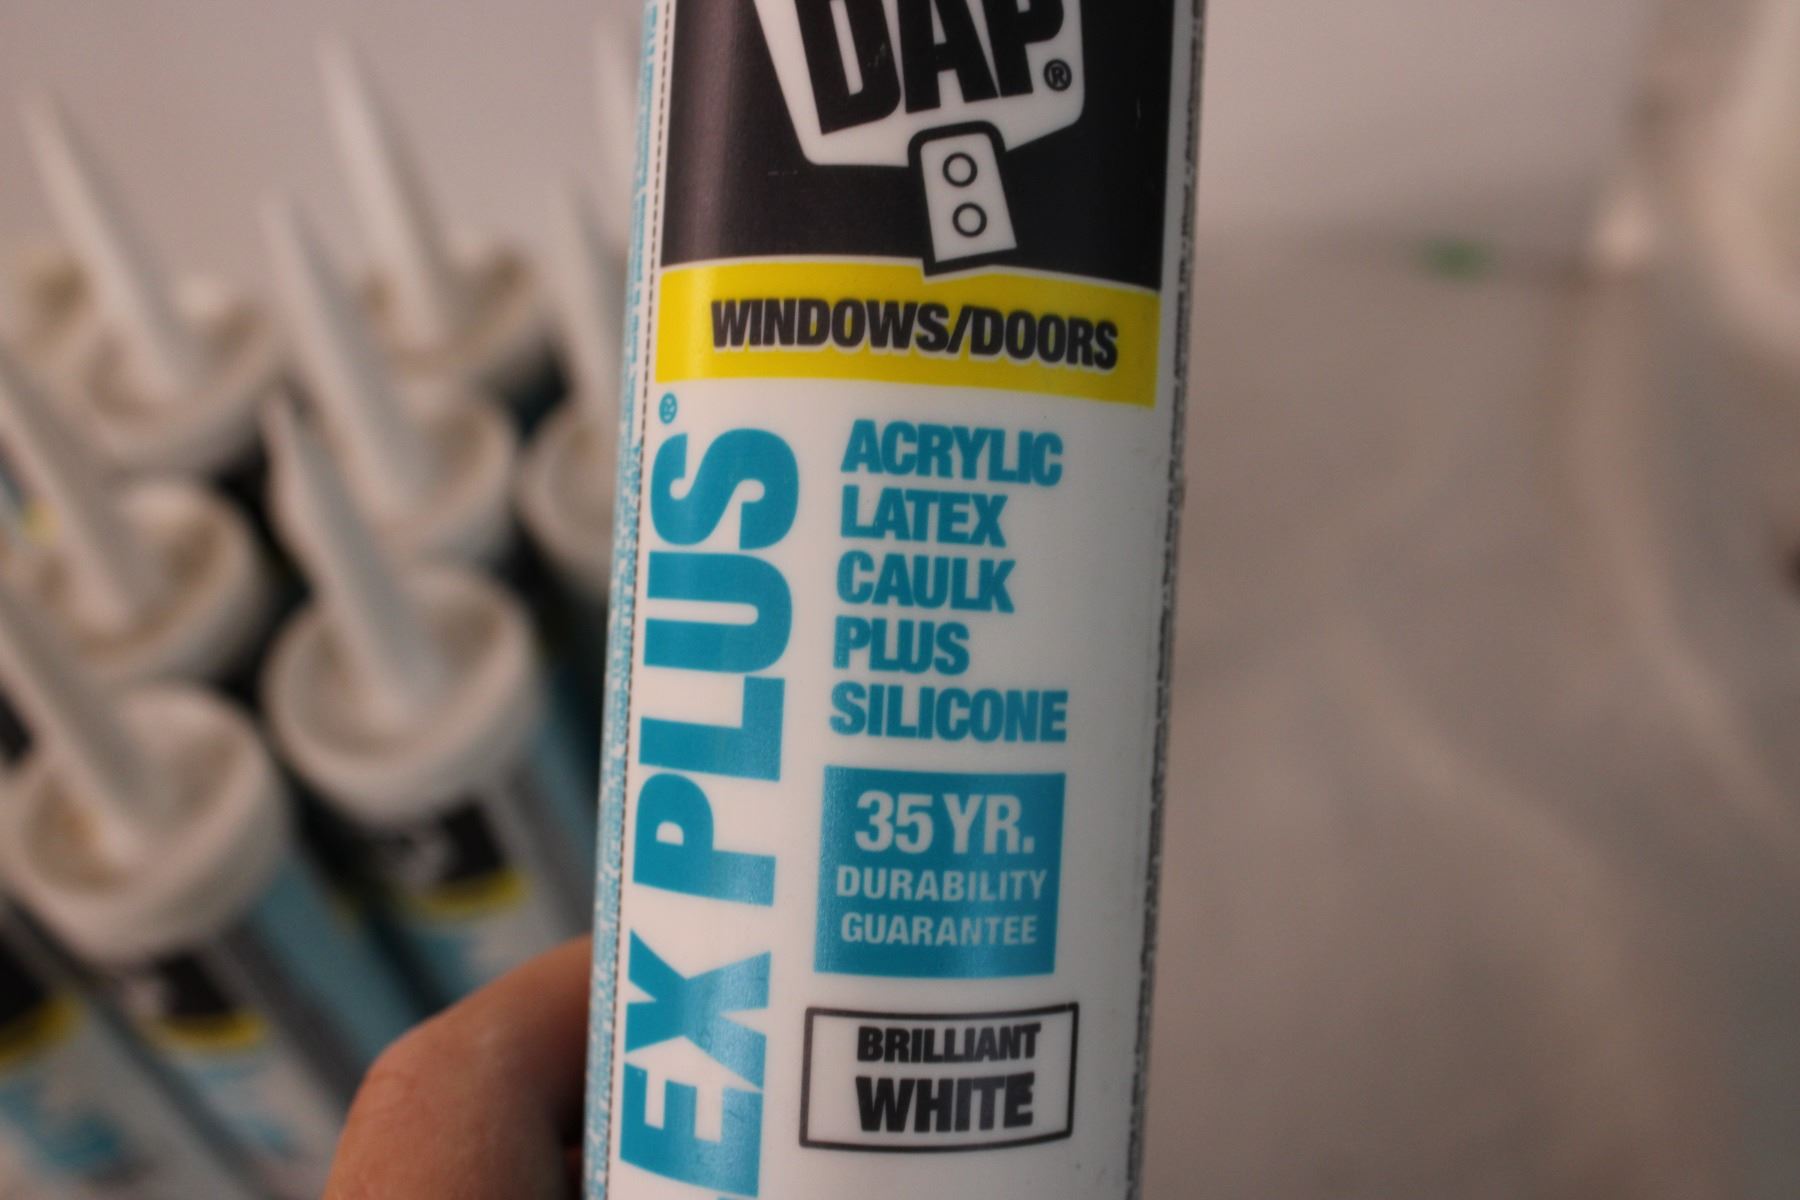 DAP®
WINDOWS/DOORS
EX PLUS®
ACRYLIC
LATEX
CAULK
PLUS
SILICONE
35 YR.
DURABILITY
GUARANTEE
BRILLIANT
WHITE